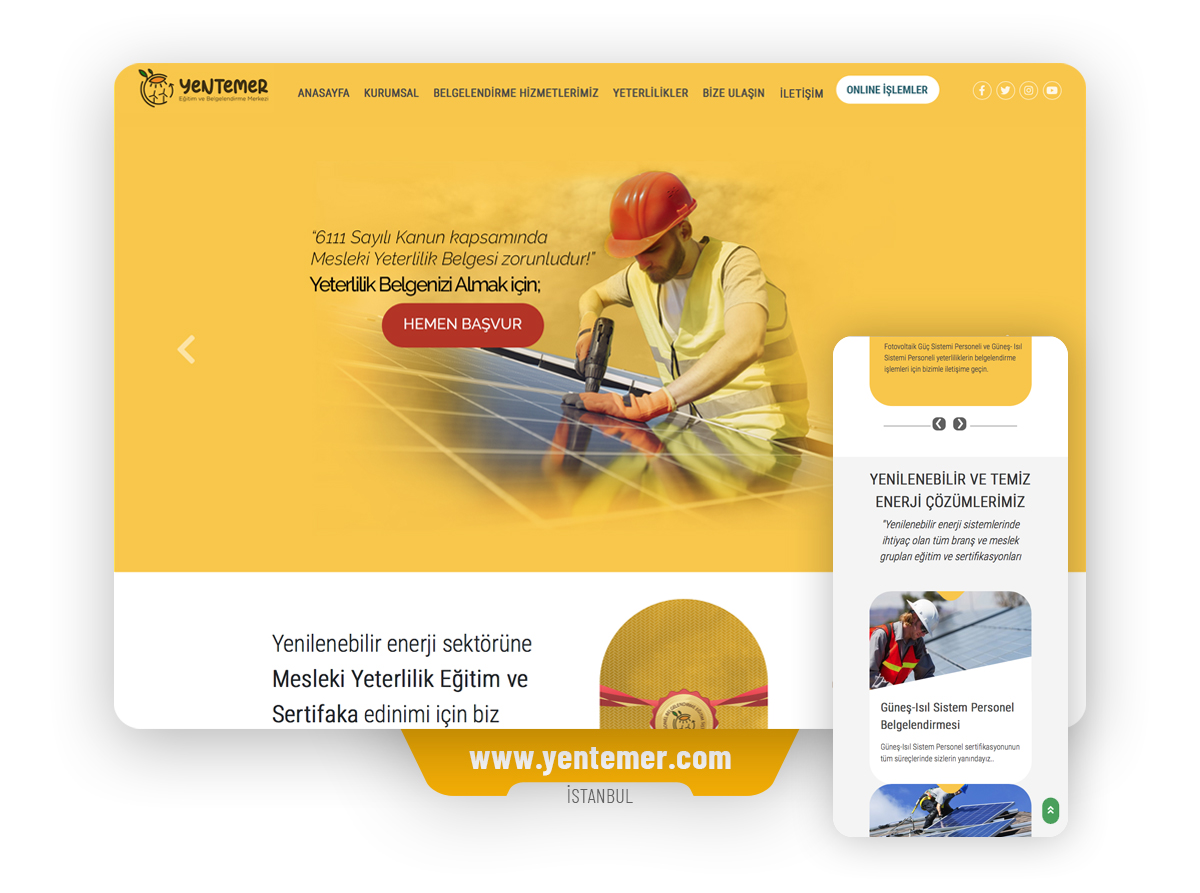 YENTEMER
Eğitim ve Belgelendirme Merkezi
ANASAYFA KURUMSAL BELGELENDİRME HİZMETLERİMİZ YETERLİLİKLER BİZE ULAŞIN İLETİŞİM ONLINE İŞLEMLER
“6111 Sayılı Kanun kapsamında
Mesleki Yeterlilik Belgesi zorunludur!”
Yeterlilik Belgenizi Almak için;
HEMEN BAŞVUR
Yenilenebilir enerji sektörüne
Mesleki Yeterlilik Eğitim ve
Sertifaka edinimi için biz
Fotovoltaik Güç Sistemi Personeli ve Güneş- Isıl
Sistemi Personeli yeterliliklerin belgelendirme
işlemleri için bizimle iletişime geçin.
YENİLENEBİLİR VE TEMİZ
ENERJİ ÇÖZÜMLERİMİZ
"Yenilenebilir enerji sistemlerinde
ihtiyaç olan tüm branş ve meslek
grupları eğitim ve sertifikasyonları
Güneş-Isıl Sistem Personel
Belgelendirmesi
Güneş-Isıl Sistem Personel sertifikasyonunun
tüm süreçlerinde sizlerin yanındayız..
www.yentemer.com
İSTANBUL